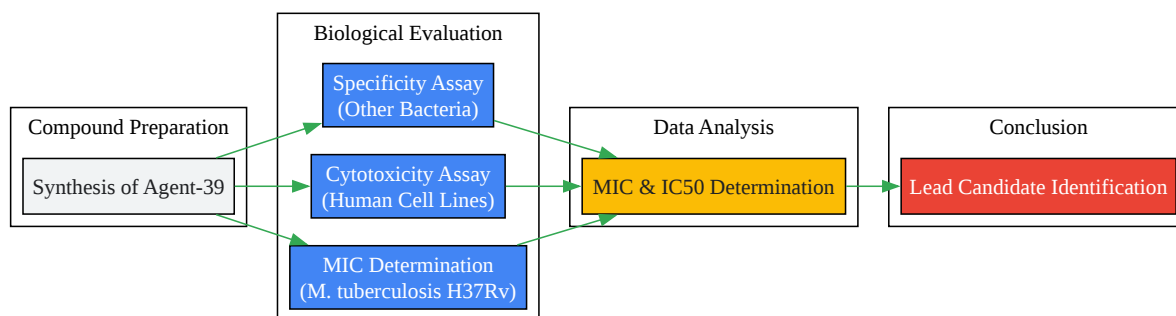 Compound Preparation
Synthesis of Agent-39
Biological Evaluation
Specificity Assay
(Other Bacteria)
Cytotoxicity Assay
(Human Cell Lines)
MIC Determination
(M. tuberculosis H37Rv)
Data Analysis
MIC & IC50 Determination
Conclusion
Lead Candidate Identification